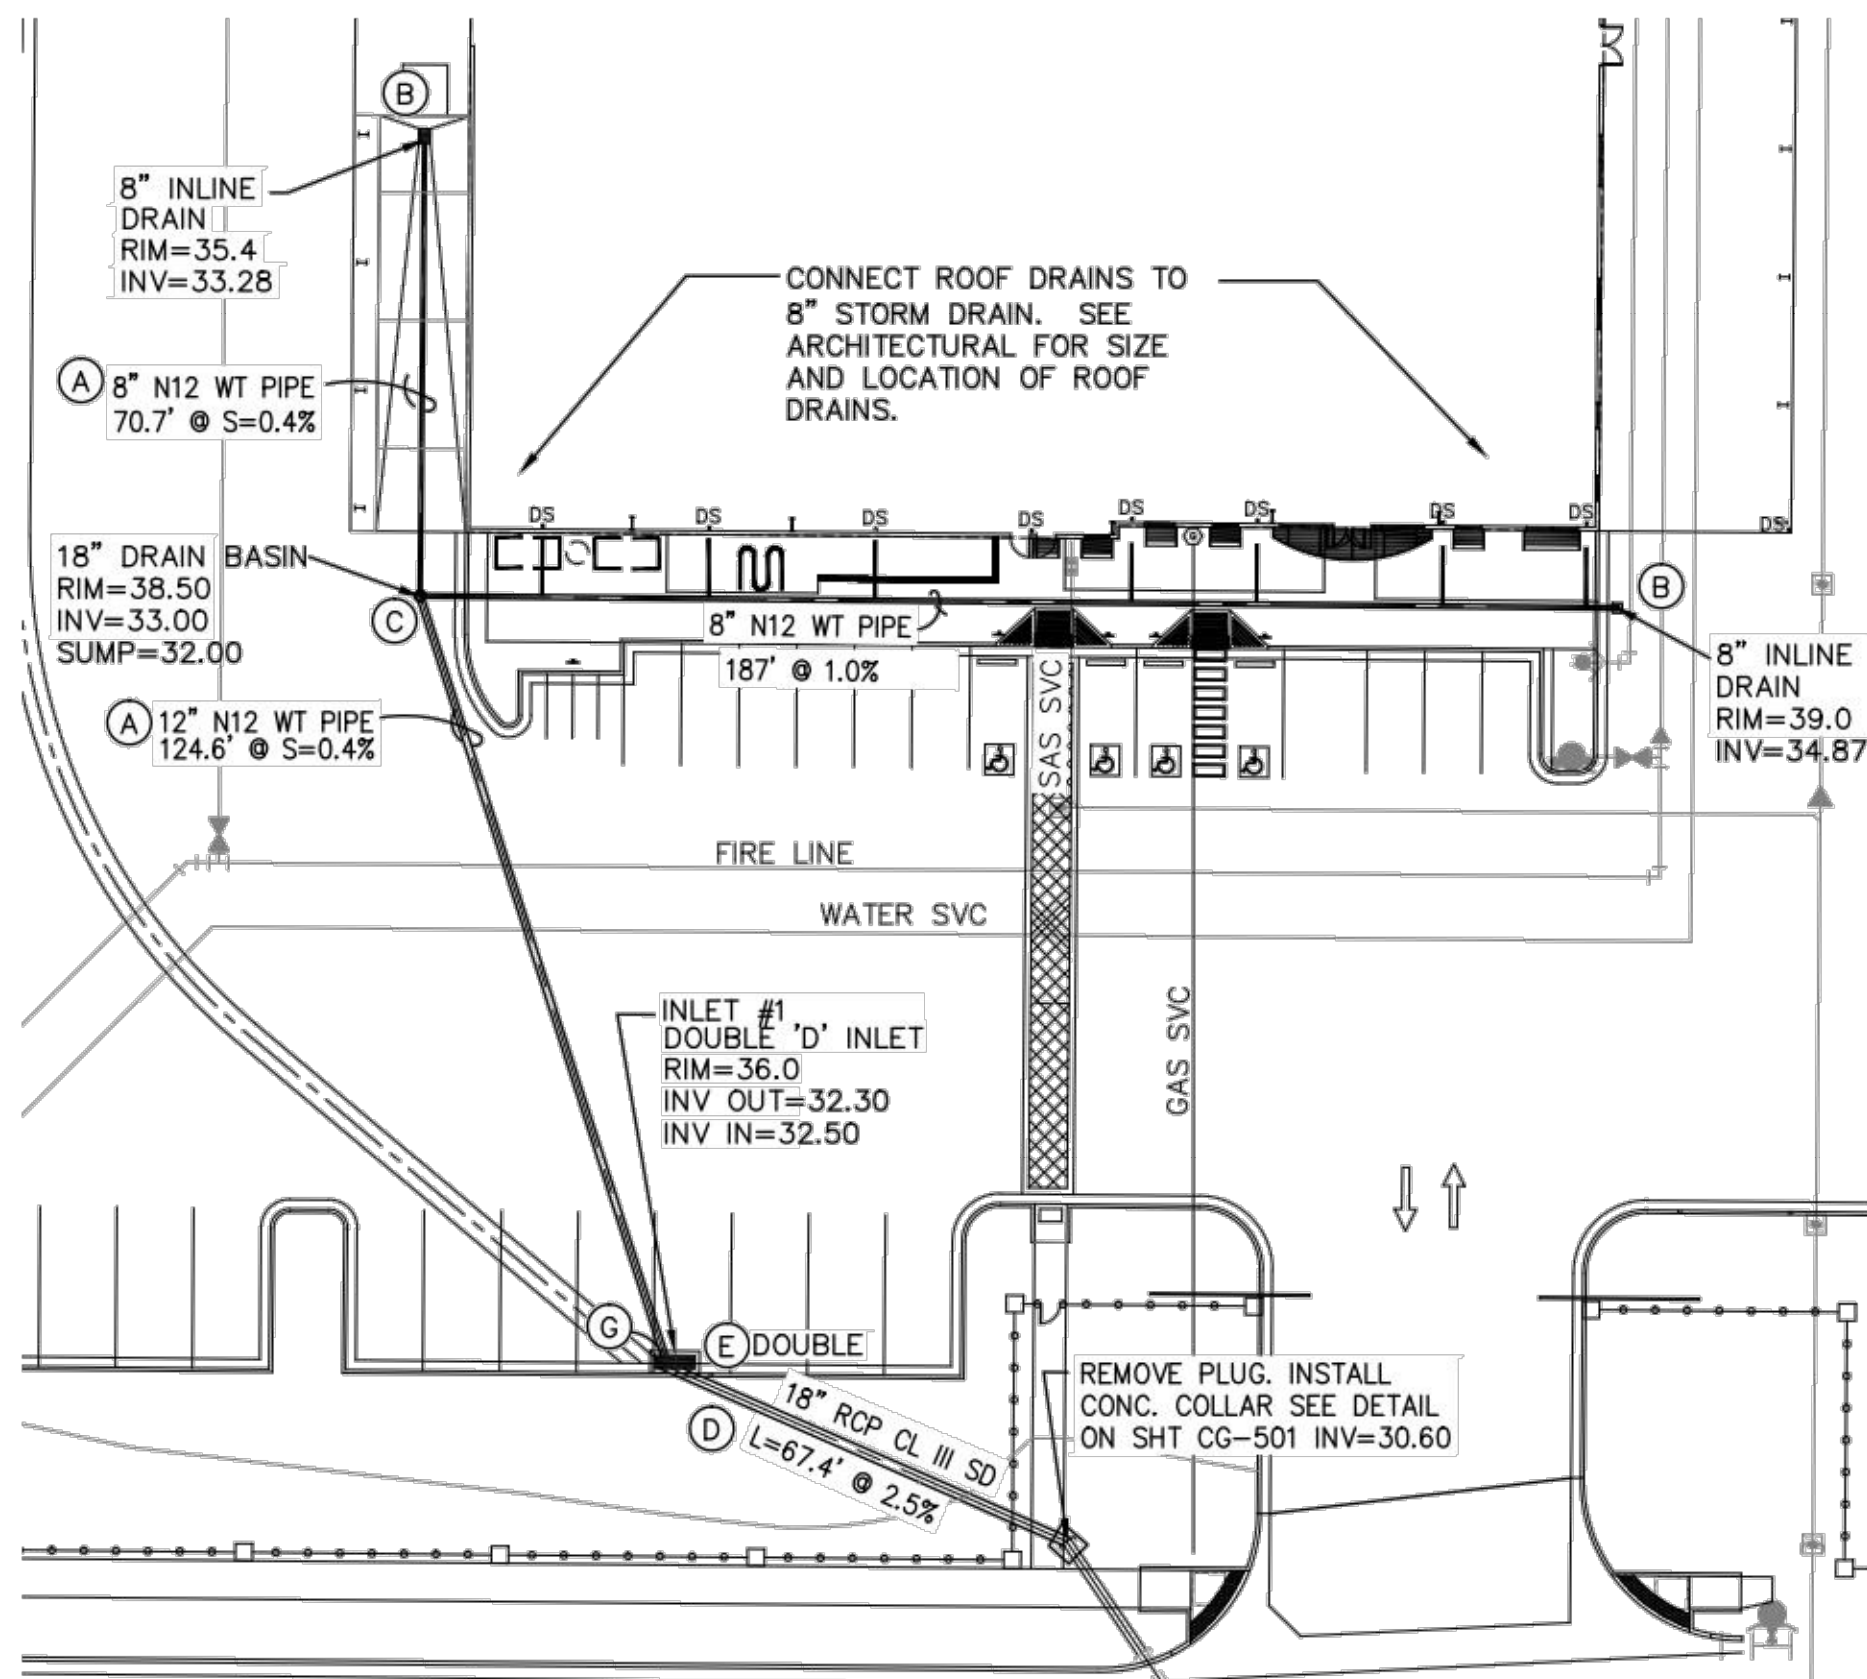 B
8" INLINE
DRAIN
RIM=35.4
INV=33.28
CONNECT ROOF DRAINS TO
8" STORM DRAIN. SEE
ARCHITECTURAL FOR SIZE
AND LOCATION OF ROOF
DRAINS.
A
8" N12 WT PIPE
70.7' @ S=0.4%
DS
DS
DS
DS
DS
DS
DS
DS
DS
18" DRAIN BASIN
RIM=38.50
INV=33.00
SUMP=32.00
C
8" N12 WT PIPE
187' @ 1.0%
B
8" INLINE
DRAIN
RIM=39.0
INV=34.87
A
12" N12 WT PIPE
124.6' @ S=0.4%
SAS SVC
FIRE LINE
WATER SVC
GAS SVC
INLET #1
DOUBLE 'D' INLET
RIM=36.0
INV OUT=32.30
INV IN=32.50
G
E
DOUBLE
D
18" RCP CL III SD
L=67.4' @ 2.5%
REMOVE PLUG. INSTALL
CONC. COLLAR SEE DETAIL
ON SHT CG-501 INV=30.60